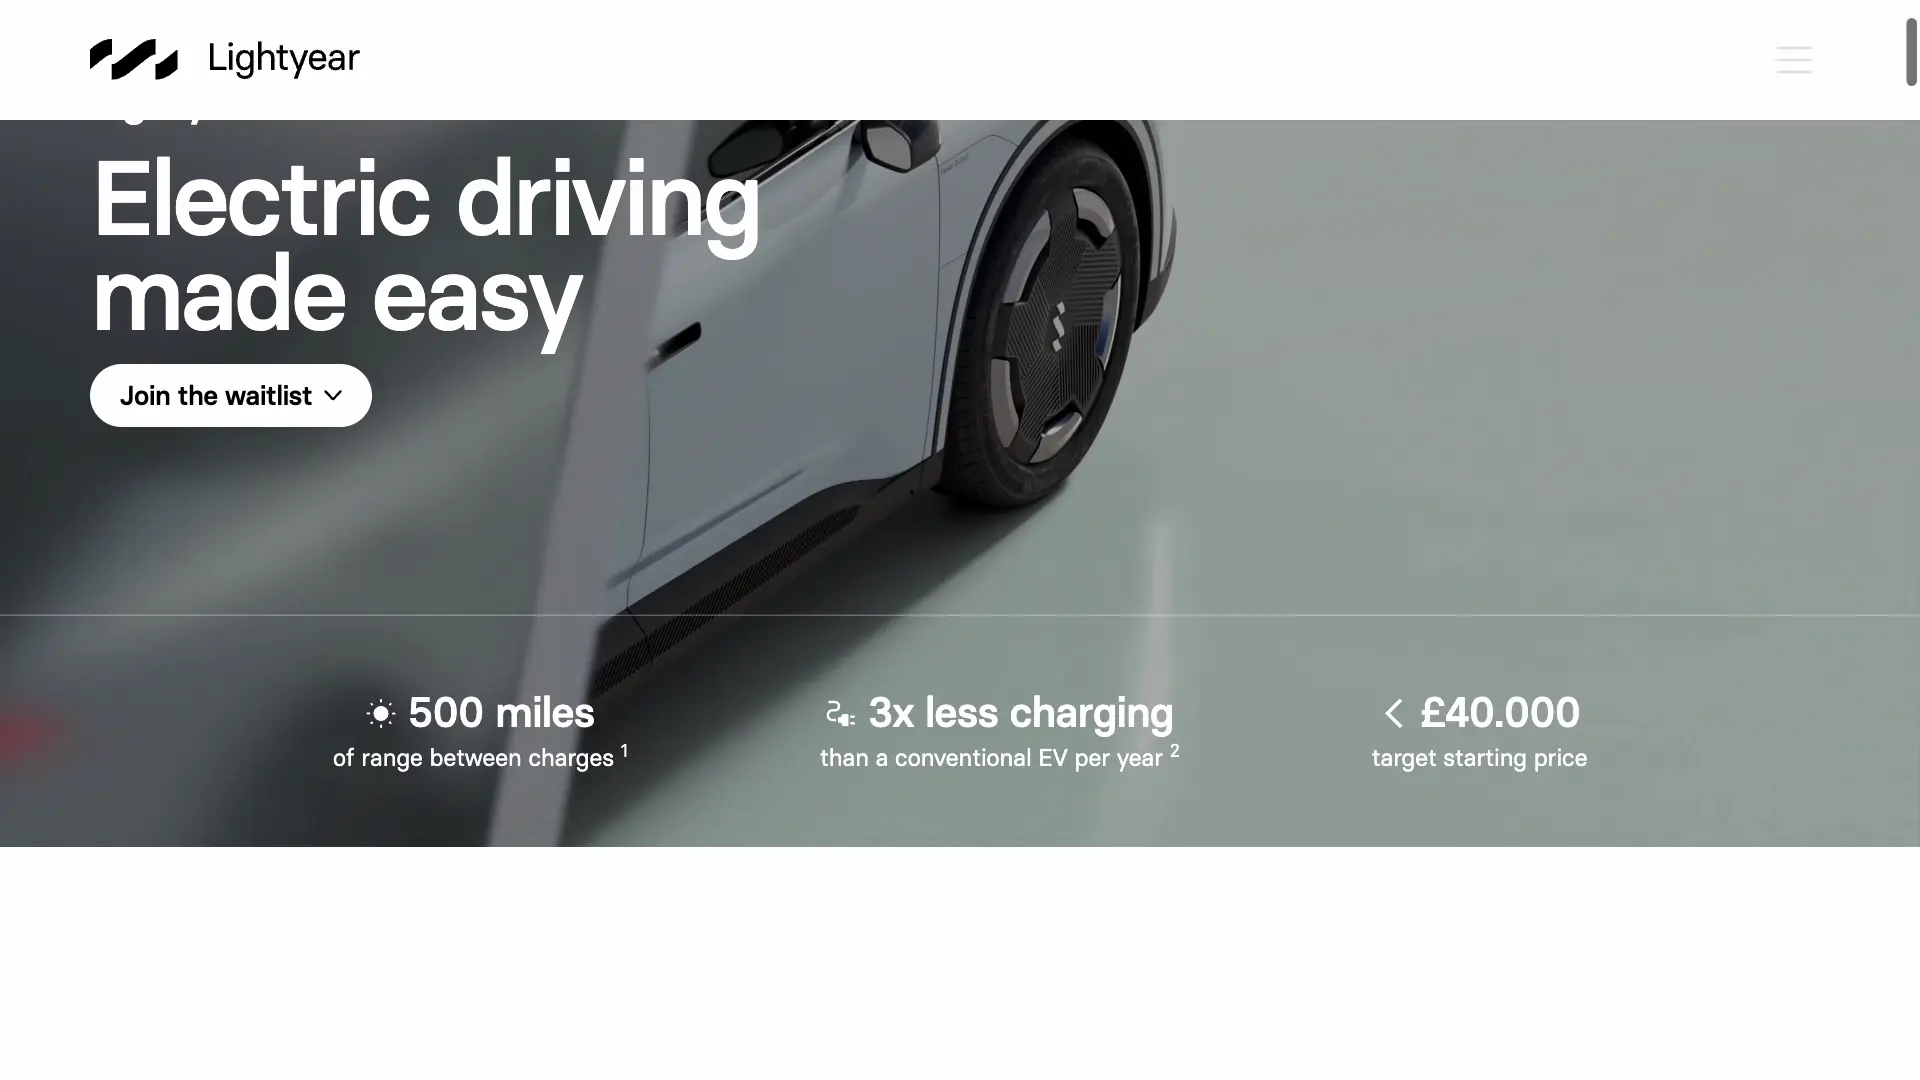 Lightyear
Electric driving
made easy
Join the waitlist
500 miles
of range between charges 1
3x less charging
than a conventional EV per year 2
< £40.000
target starting price